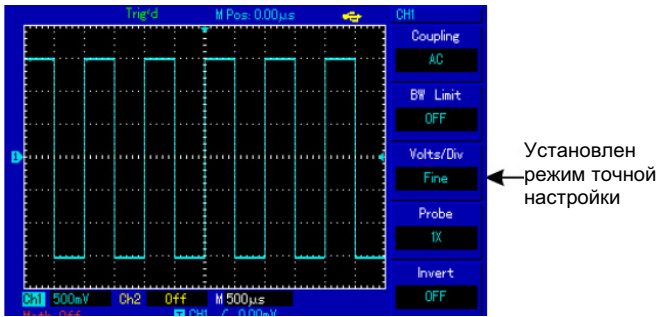 Trig'd M Pos: 0.00µs CH1
Coupling
AC
BW Limit
OFF
Volts/Div
Fine
Probe
1X
Invert
OFF
1
Установлен
режим точной
настройки
Ch1 500mV Ch2 Off M 500µs
Math Off T CH1 / 0.00mV